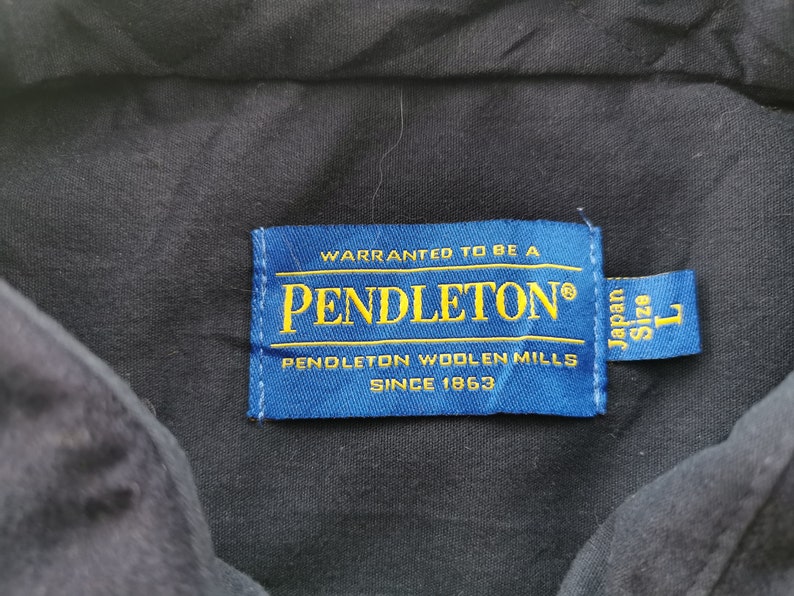 WARRANTED TO BE A
PENDLETON®
PENDLETON WOOLEN MILLS
SINCE 1863
Japan
Size
L